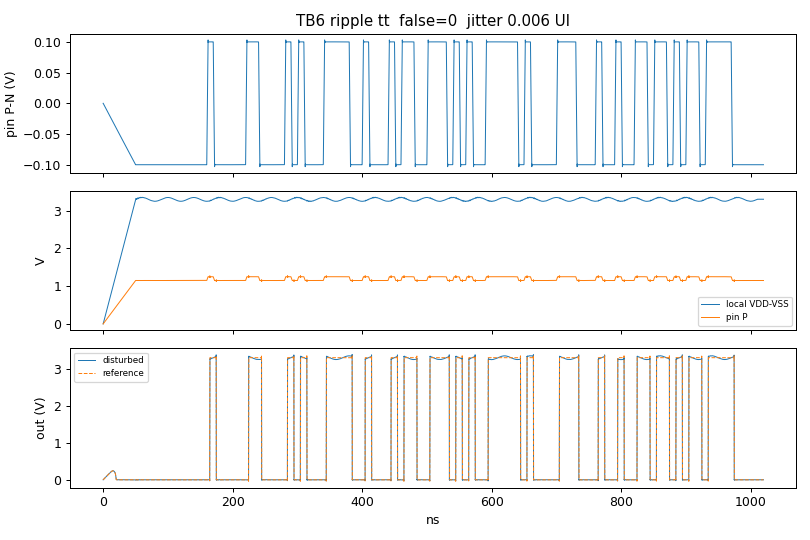 TB6 ripple tt  false=0  jitter 0.006 UI
pin P-N (V)
0.10
0.05
0.00
−0.05
−0.10
V
3
2
1
0
local VDD-VSS
pin P
out (V)
3
2
1
0
disturbed
reference
0 200 400 600 800 1000
ns